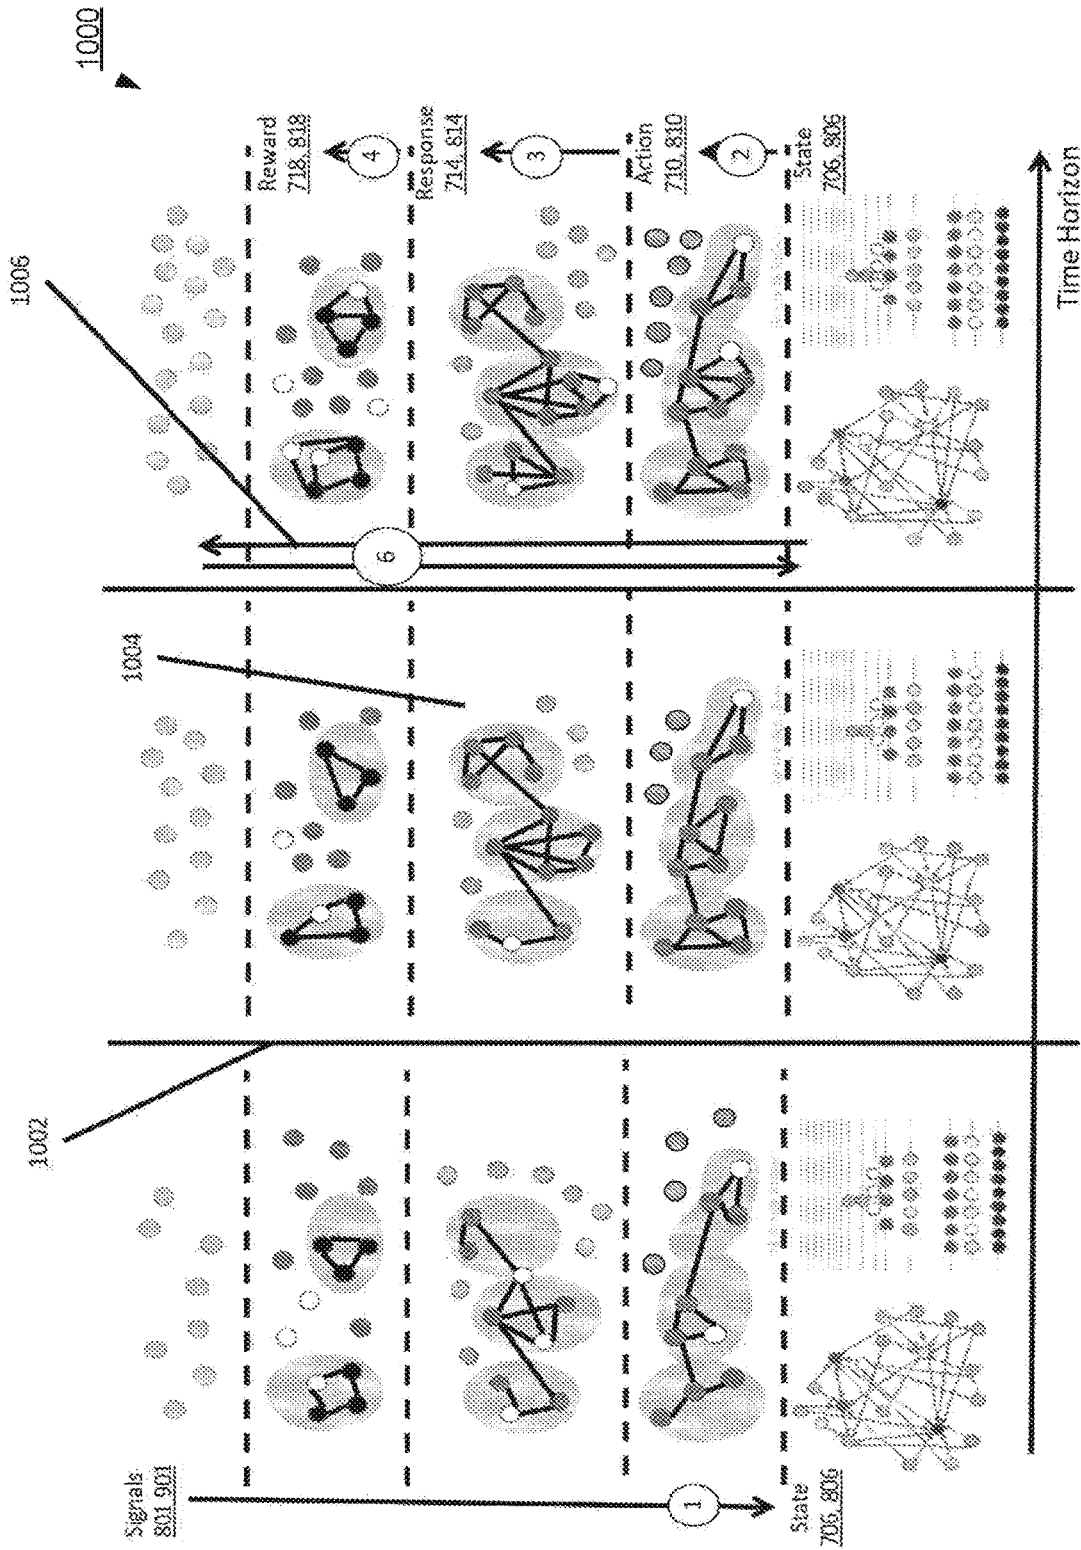 1000
1006
1004
1002
Signals
801 901
1
State
706, 806
6
Reward
718, 818
4
Response
714, 814
3
Action
710, 810
2
State
706, 806
Time Horizon